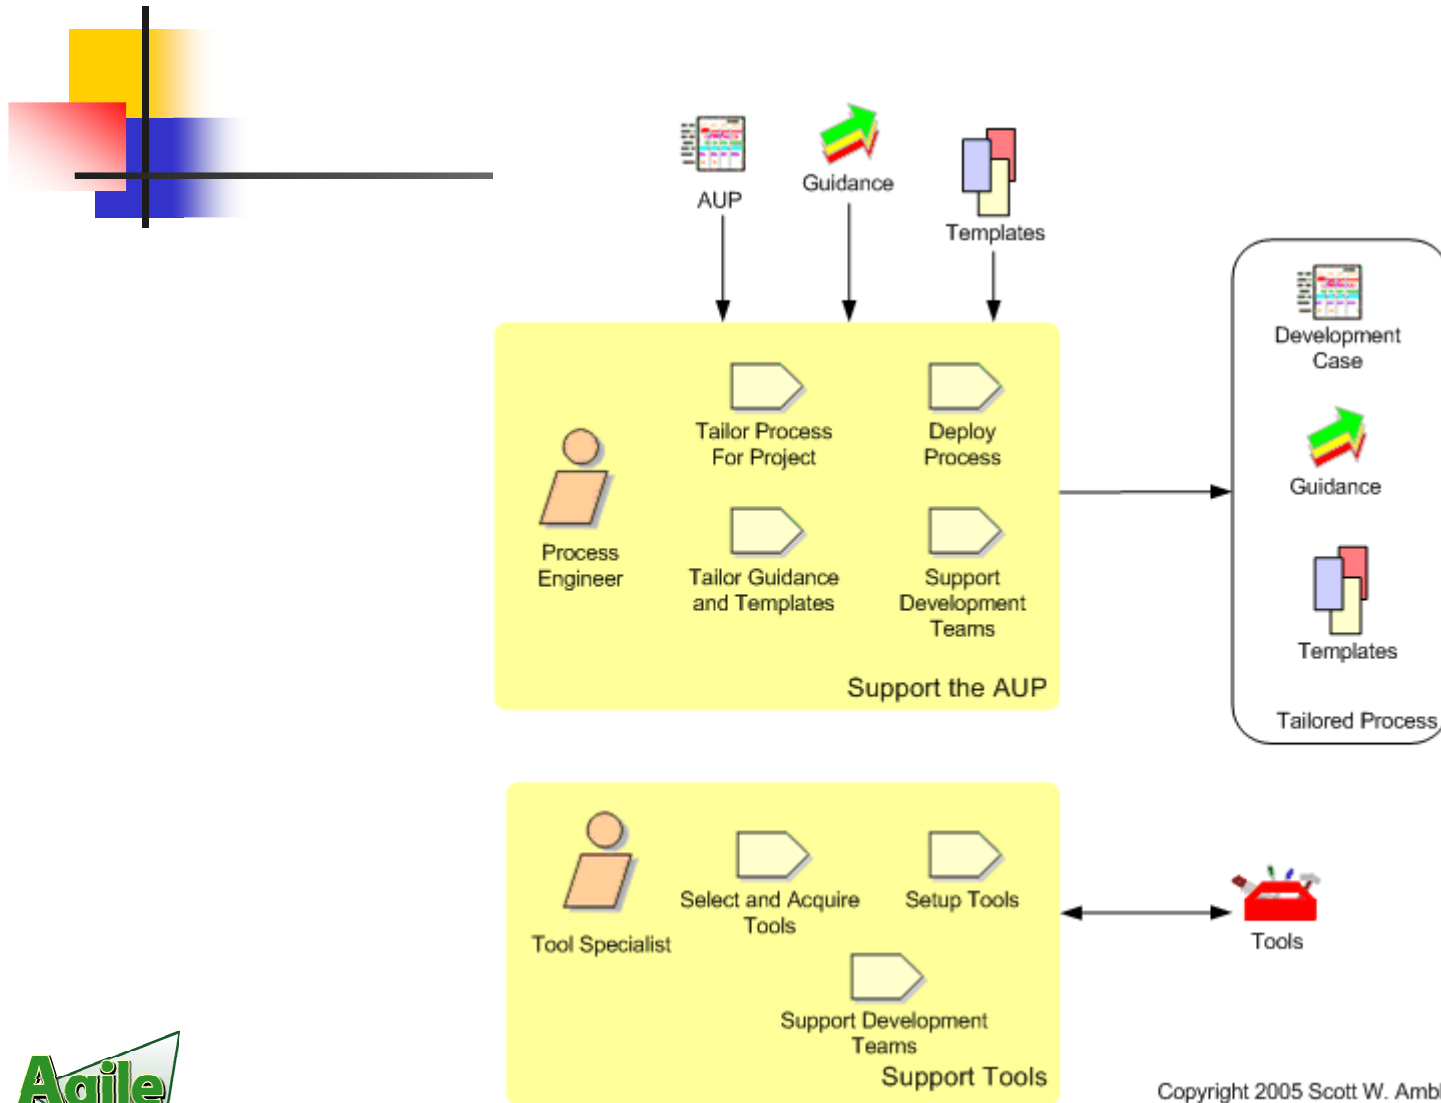 AUP
Guidance
Templates
Tailor Process
For Project
Deploy
Process
Process
Engineer
Tailor Guidance
and Templates
Support
Development
Teams
Support the AUP
Development
Case
Guidance
Templates
Tailored Process
Tool Specialist
Select and Acquire
Tools
Setup Tools
Support Development
Teams
Support Tools
Tools
Agile
Copyright 2005 Scott W. Ambl